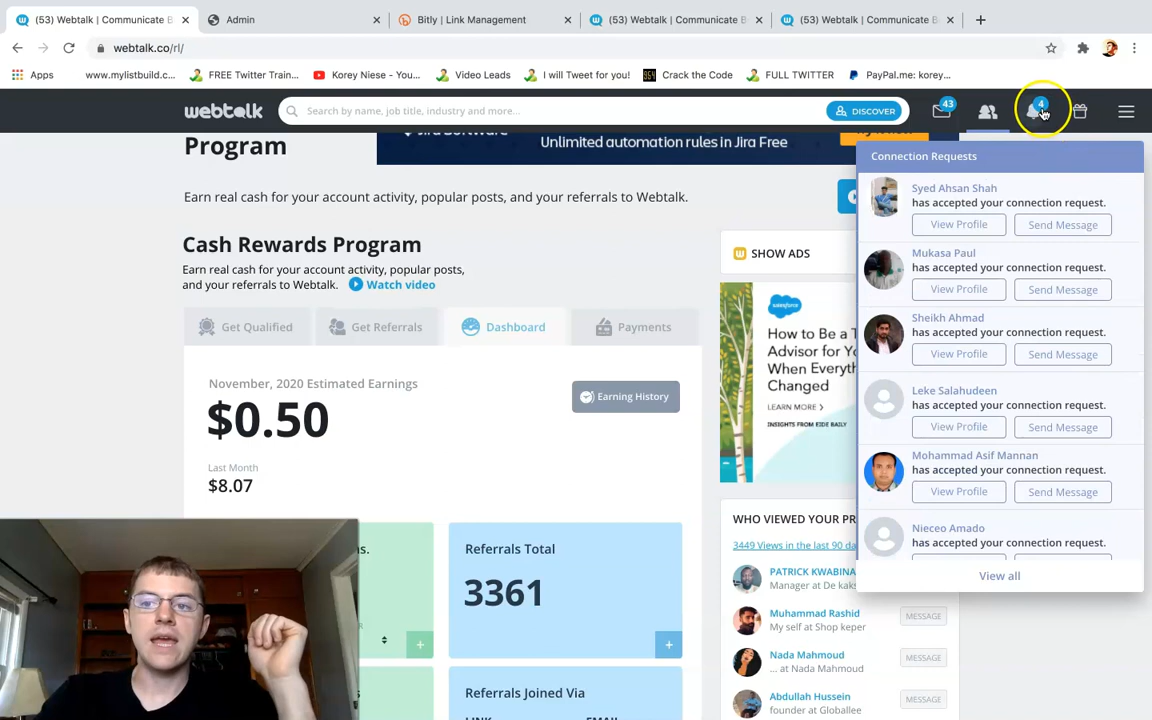 (53) Webtalk | Communicate B
Admin
Bitly | Link Management
(53) Webtalk | Communicate B
(53) Webtalk | Communicate B
webtalk.co/rl/
Apps
www.mylistbuild.c...
FREE Twitter Train...
Korey Niese - You...
Video Leads
I will Tweet for you!
Crack the Code
FULL TWITTER
PayPal.me: korey...
webtalk
Search by name, job title, industry and more...
DISCOVER
43
4
Program
Unlimited automation rules in Jira Free
Earn real cash for your account activity, popular posts, and your referrals to Webtalk.
Cash Rewards Program
Earn real cash for your account activity, popular posts,
and your referrals to Webtalk.
Watch video
Get Qualified
Get Referrals
Dashboard
Payments
November, 2020 Estimated Earnings
$0.50
Earning History
Last Month
$8.07
Referrals Total
3361
+
+
Referrals Joined Via
SHOW ADS
salesforce
How to Be a T
Advisor for Yo
When Everyth
Changed
LEARN MORE
INSIGHTS FROM EIDE BAILY
WHO VIEWED YOUR PR
3449 Views in the last 90 da
PATRICK KWABINA
Manager at De kaks
Muhammad Rashid
My self at Shop keper
MESSAGE
Nada Mahmoud
... at Nada Mahmoud
MESSAGE
Abdullah Hussein
founder at Globallee
MESSAGE
Connection Requests
Syed Ahsan Shah
has accepted your connection request.
View Profile
Send Message
Mukasa Paul
has accepted your connection request.
View Profile
Send Message
Sheikh Ahmad
has accepted your connection request.
View Profile
Send Message
Leke Salahudeen
has accepted your connection request.
View Profile
Send Message
Mohammad Asif Mannan
has accepted your connection request.
View Profile
Send Message
Nieceo Amado
has accepted your connection request.
View all